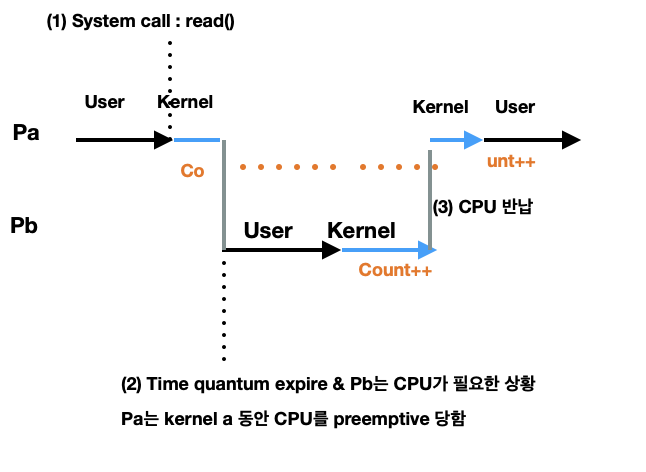 (1) System call : read()
User Kernel Kernel User
Pa
Co unt++
(3) CPU 반납
Pb User Kernel
Count++
(2) Time quantum expire & Pb는 CPU가 필요한 상황
Pa는 kernel a 동안 CPU를 preemptive 당함